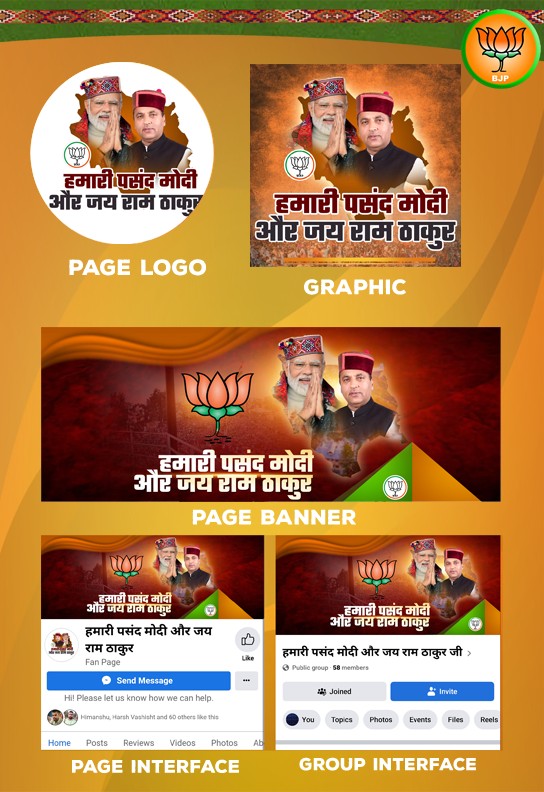 BJP
हमारी पसंद मोदी
और जय राम ठाकुर
PAGE LOGO
हमारी पसंद मोदी
और जय राम ठाकुर
GRAPHIC
हमारी पसंद मोदी
और जय राम ठाकुर
PAGE BANNER
हमारी पसंद मोदी
और जय राम ठाकुर
हमारी पसंद मोदी और जय
राम ठाकुर
Fan Page
Like
Send Message
Hi! Please let us know how we can help.
Himanshu, Harsh Vashisht and 60 others like this
Home Posts Reviews Videos Photos Ab
PAGE INTERFACE
हमारी पसंद मोदी
और जय राम ठाकुर
हमारी पसंद मोदी और जय राम ठाकुर जी >
Public group · 58 members
Joined Invite
You Topics Photos Events Files Reels
GROUP INTERFACE